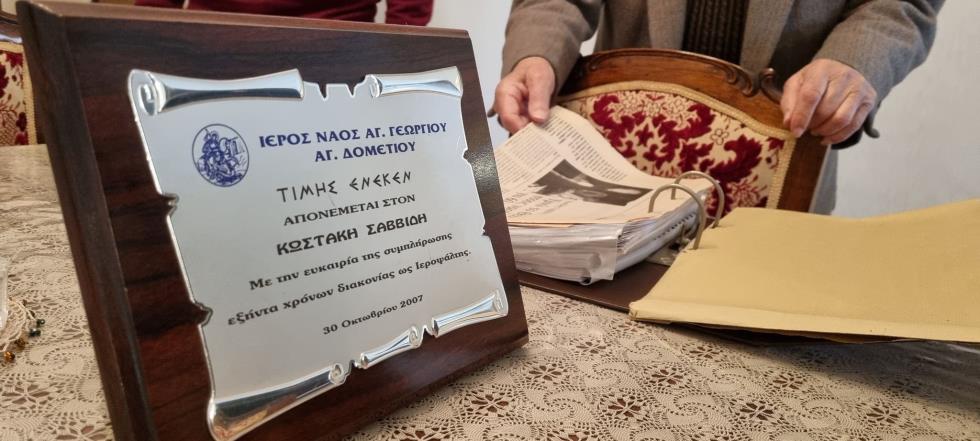 ΙΕΡΟΣ ΝΑΟΣ ΑΓ. ΓΕΩΡΓΙΟΥ
ΑΓ. ΔΟΜΕΤΙΟΥ
ΤΙΜΗΣ ΕΝΕΚΕΝ
ΑΠΟΝΕΜΕΤΑΙ ΣΤΟΝ
ΚΩΣΤΑΚΗ ΣΑΒΒΙΔΗ
Με την ευκαιρία της συμπλήρωσης
εξήντα χρόνων διακονίας ως Ιεροψάλτης.
30 Οκτωβρίου 2007